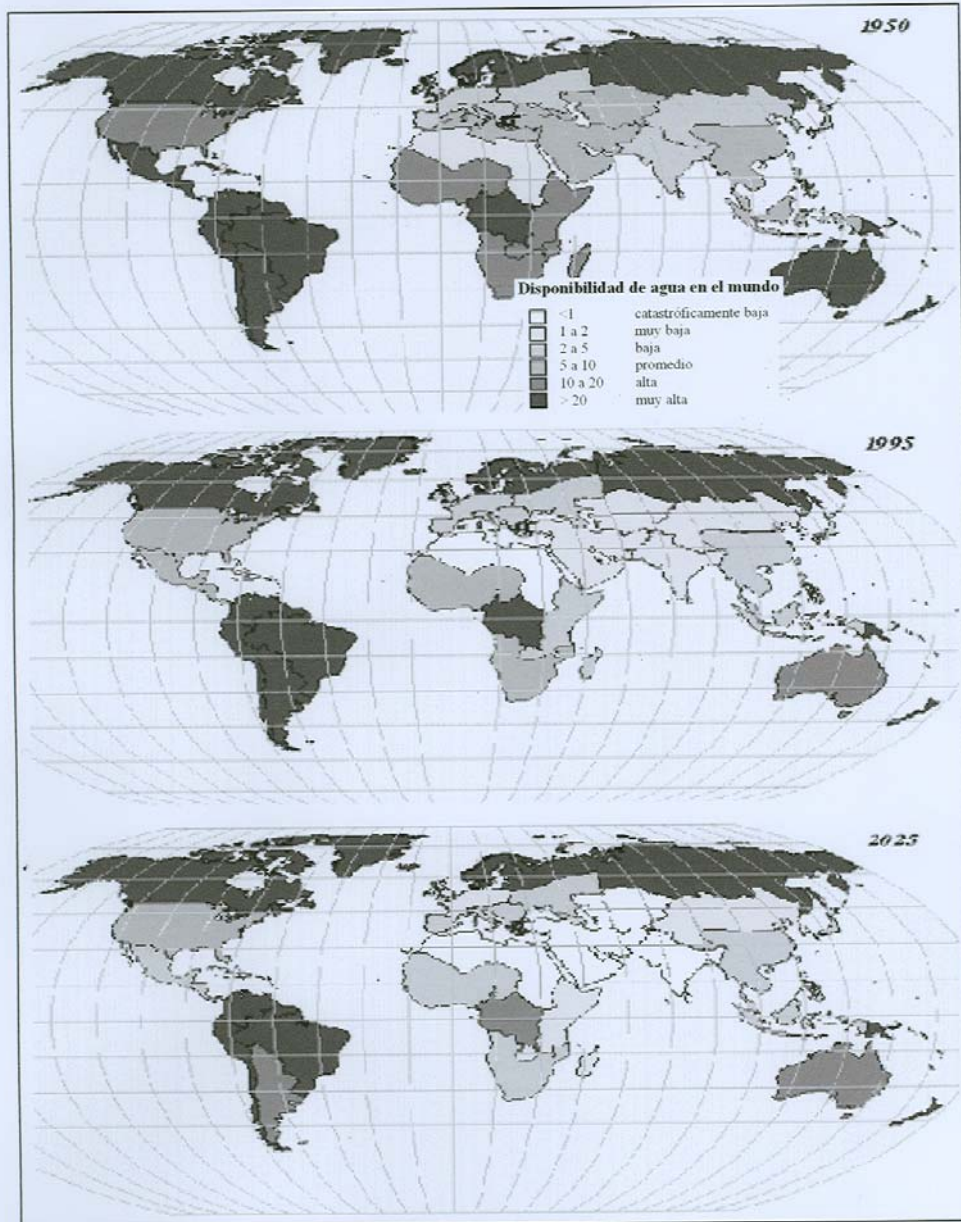 1950
Disponibilidad de agua en el mundo
<1 catastróficamente baja
1 a 2 muy baja
2 a 5 baja
5 a 10 promedio
10 a 20 alta
> 20 muy alta
1995
2025